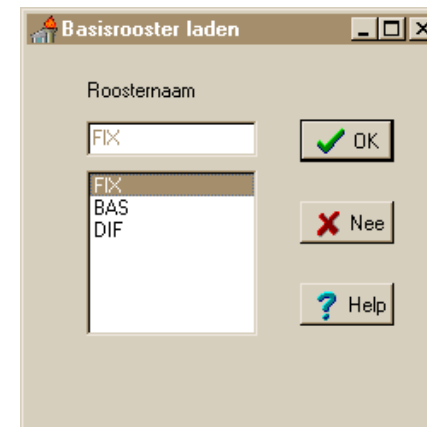 Basisrooster laden
Roosternaam
FIX
OK
FIX
BAS
DIF
Nee
Help